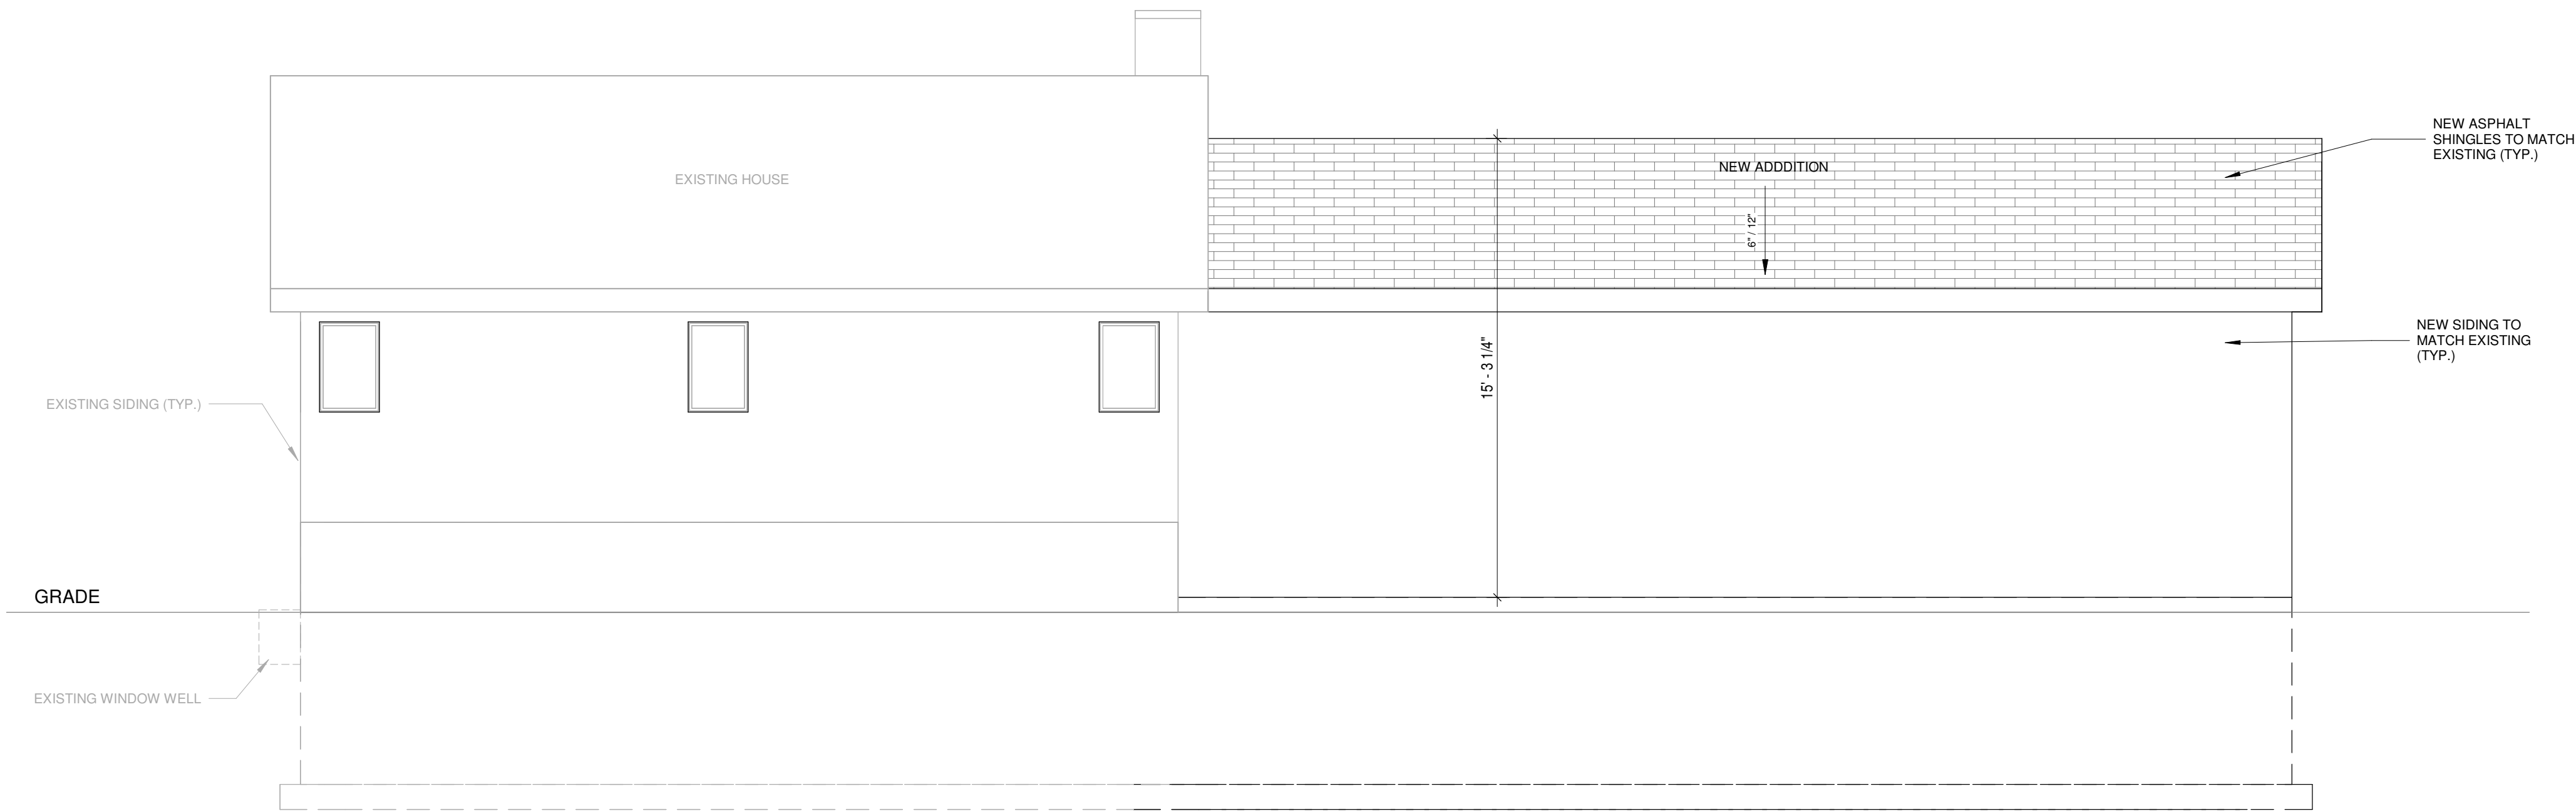 NEW ASPHALT
SHINGLES TO MATCH
EXISTING (TYP.)
EXISTING HOUSE
NEW ADDDITION
6" / 12"
NEW SIDING TO
MATCH EXISTING
(TYP.)
15' - 3 1/4"
EXISTING SIDING (TYP.)
GRADE
EXISTING WINDOW WELL